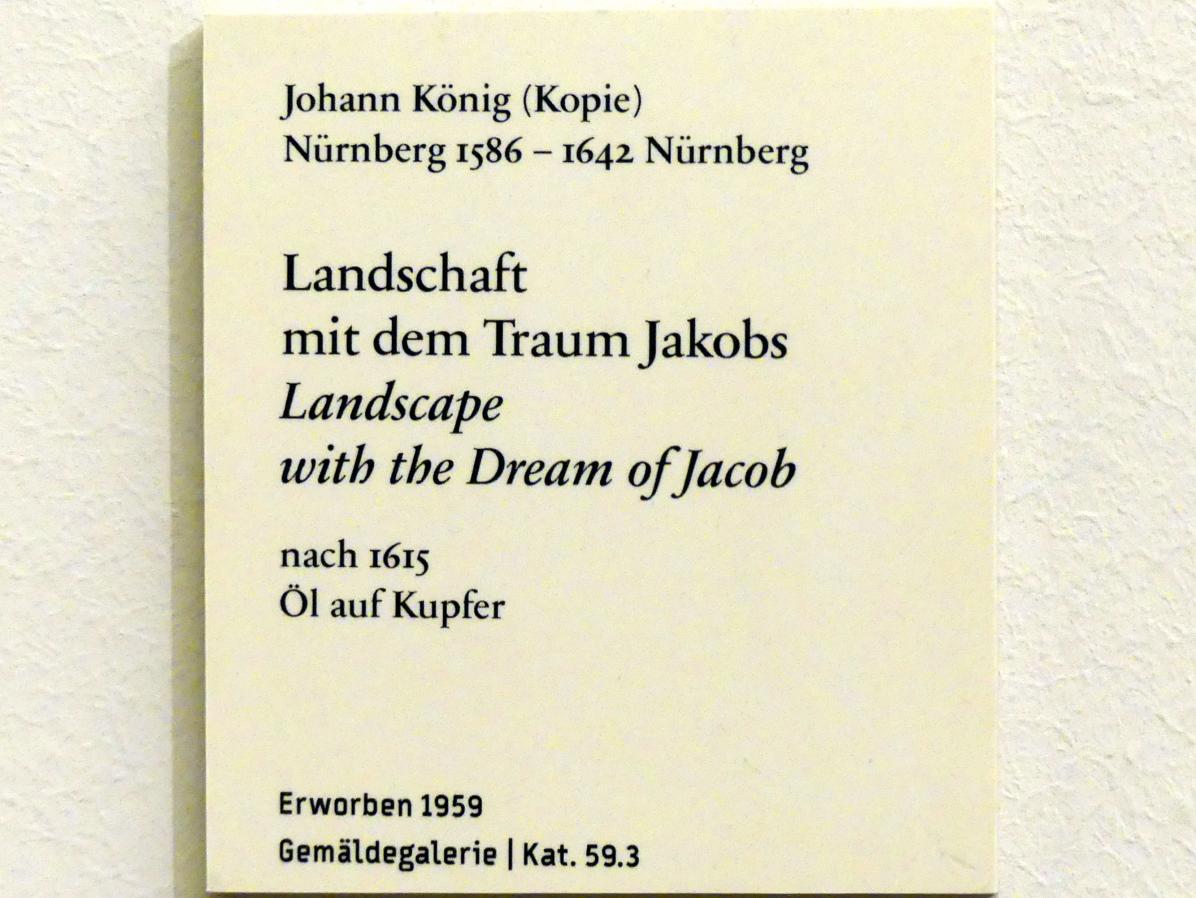 Johann König (Kopie)
Nürnberg 1586 – 1642 Nürnberg
Landschaft
mit dem Traum Jakobs
Landscape
with the Dream of Jacob
nach 1615
Öl auf Kupfer
Erworben 1959
Gemäldegalerie | Kat. 59.3